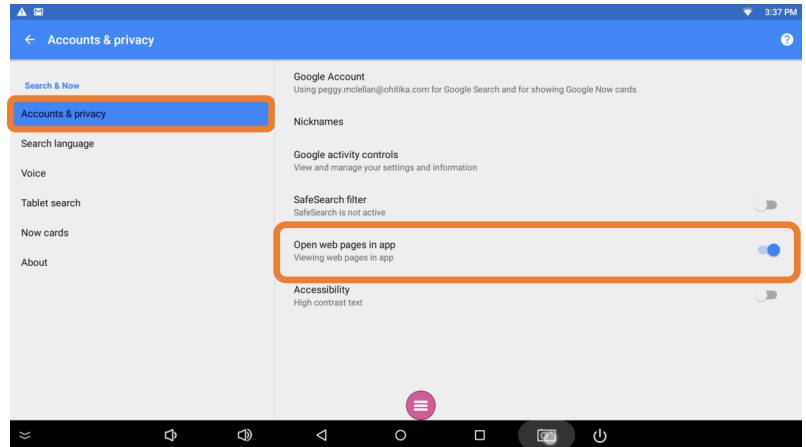 3:37 PM
Accounts & privacy
Search & Now
Accounts & privacy
Search language
Voice
Tablet search
Now cards
About
Google Account
Using peggy.mclellan@ohitika.com for Google Search and for showing Google Now cards
Nicknames
Google activity controls
View and manage your settings and information
SafeSearch filter
SafeSearch is not active
Open web pages in app
Viewing web pages in app
Accessibility
High contrast text